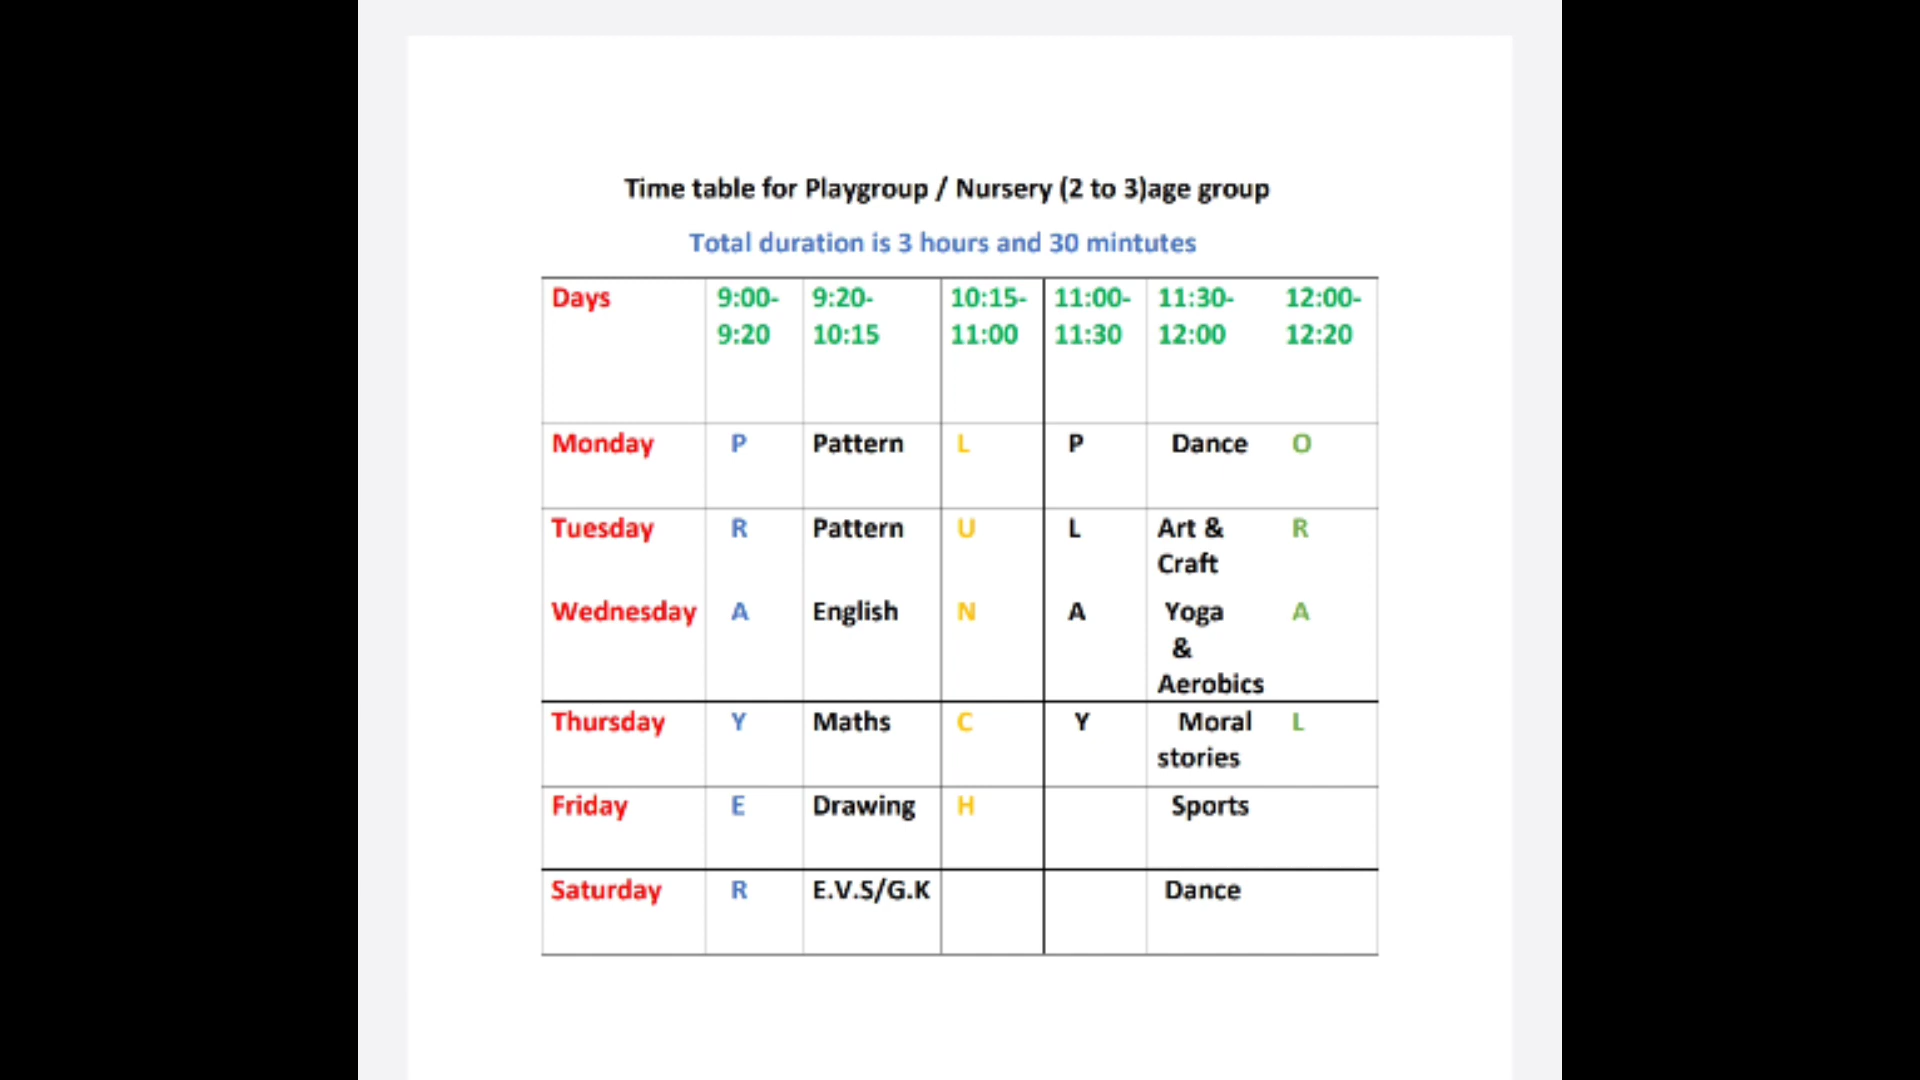 Time table for Playgroup / Nursery (2 to 3)age group
Total duration is 3 hours and 30 mintutes
Days 9:00- 9:20- 10:15- 11:00- 11:30- 12:00-
9:20 10:15 11:00 11:30 12:00 12:20
Monday P Pattern L P Dance O
Tuesday R Pattern U L Art & R
Craft
Wednesday A English N A Yoga A
&
Aerobics
Thursday Y Maths C Y Moral L
stories
Friday E Drawing H Sports
Saturday R E.V.S/G.K Dance